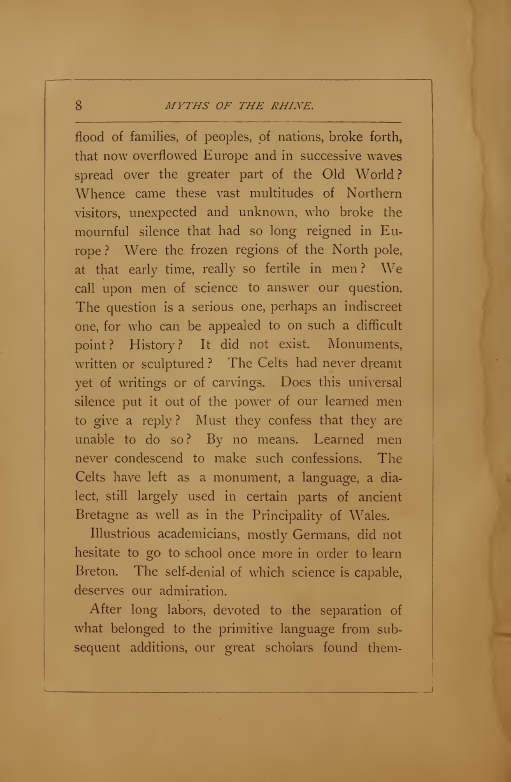 8 MYTHS OF THE RHINE.
flood of families, of peoples, of nations, broke forth,
that now overflowed Europe and in successive waves
spread over the greater part of the Old World?
Whence came these vast multitudes of Northern
visitors, unexpected and unknown, who broke the
mournful silence that had so long reigned in Eu-
rope? Were the frozen regions of the North pole,
at that early time, really so fertile in men? We
call upon men of science to answer our question.
The question is a serious one, perhaps an indiscreet
one, for who can be appealed to on such a difficult
point? History? It did not exist. Monuments,
written or sculptured? The Celts had never dreamt
yet of writings or of carvings. Does this universal
silence put it out of the power of our learned men
to give a reply? Must they confess that they are
unable to do so? By no means. Learned men
never condescend to make such confessions. The
Celts have left as a monument, a language, a dia-
lect, still largely used in certain parts of ancient
Bretagne as well as in the Principality of Wales.
Illustrious academicians, mostly Germans, did not
hesitate to go to school once more in order to learn
Breton. The self-denial of which science is capable,
deserves our admiration.
After long labors, devoted to the separation of
what belonged to the primitive language from sub-
sequent additions, our great scholars found them-